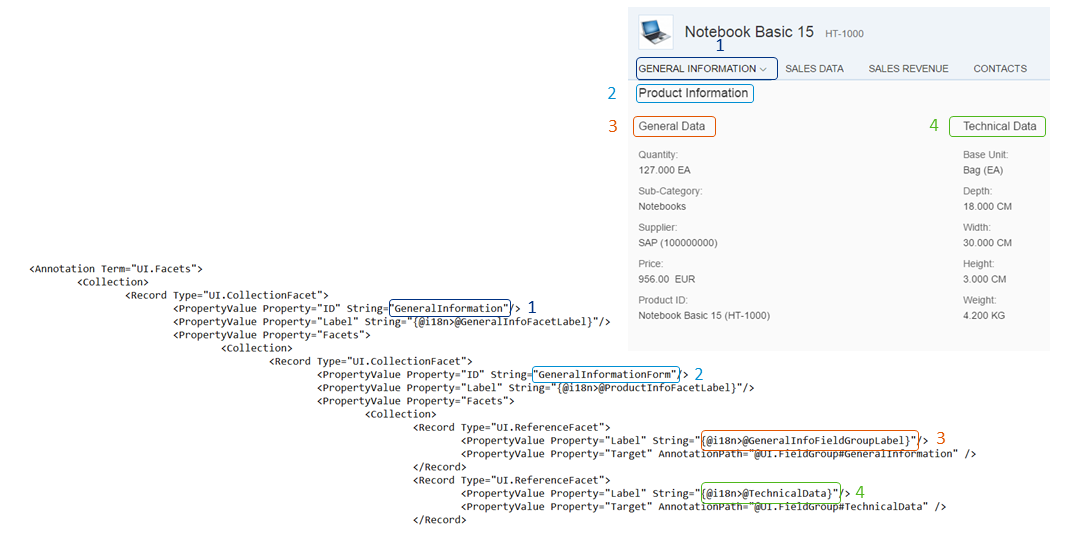 Notebook Basic 15 HT-1000
1
GENERAL INFORMATION SALES DATA SALES REVENUE CONTACTS
2 Product Information
3 General Data 4 Technical Data
Quantity: Base Unit:
127.000 EA Bag (EA)
Sub-Category: Depth:
Notebooks 18.000 CM
Supplier: Width:
SAP (100000000) 30.000 CM
Price: Height:
956.00 EUR 3.000 CM
Product ID: Weight:
Notebook Basic 15 (HT-1000) 4.200 KG
<Annotation Term="UI.Facets">
<Collection>
<Record Type="UI.CollectionFacet">
<PropertyValue Property="ID" String="GeneralInformation"/> 1
<PropertyValue Property="Label" String="{@i18n>@GeneralInfoFacetLabel}"/>
<PropertyValue Property="Facets">
<Collection>
<Record Type="UI.CollectionFacet">
<PropertyValue Property="ID" String="GeneralInformationForm"/> 2
<PropertyValue Property="Label" String="{@i18n>@ProductInfoFacetLabel}"/>
<PropertyValue Property="Facets">
<Collection>
<Record Type="UI.ReferenceFacet">
<PropertyValue Property="Label" String="{@i18n>@GeneralInfoFieldGroupLabel}"/> 3
<PropertyValue Property="Target" AnnotationPath="@UI.FieldGroup#GeneralInformation" />
</Record>
<Record Type="UI.ReferenceFacet">
<PropertyValue Property="Label" String="{@i18n>@TechnicalData}"/> 4
<PropertyValue Property="Target" AnnotationPath="@UI.FieldGroup#TechnicalData" />
</Record>